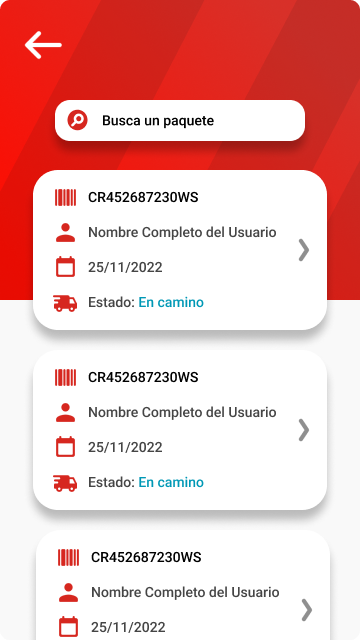 Busca un paquete
CR452687230WS
Nombre Completo del Usuario
25/11/2022
Estado: En camino
CR452687230WS
Nombre Completo del Usuario
25/11/2022
Estado: En camino
CR452687230WS
Nombre Completo del Usuario
25/11/2022